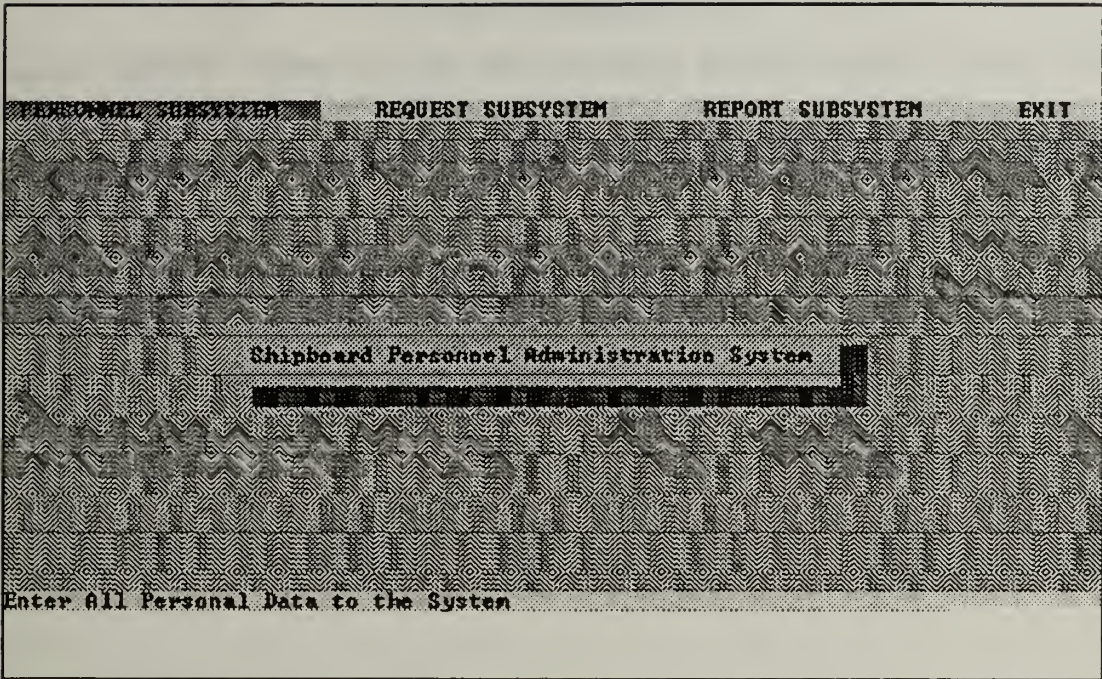 PERSONNEL SUBSYSTEM REQUEST SUBSYSTEM REPORT SUBSYSTEM EXIT
Shipboard Personnel Administration System
Enter All Personal Data to the System